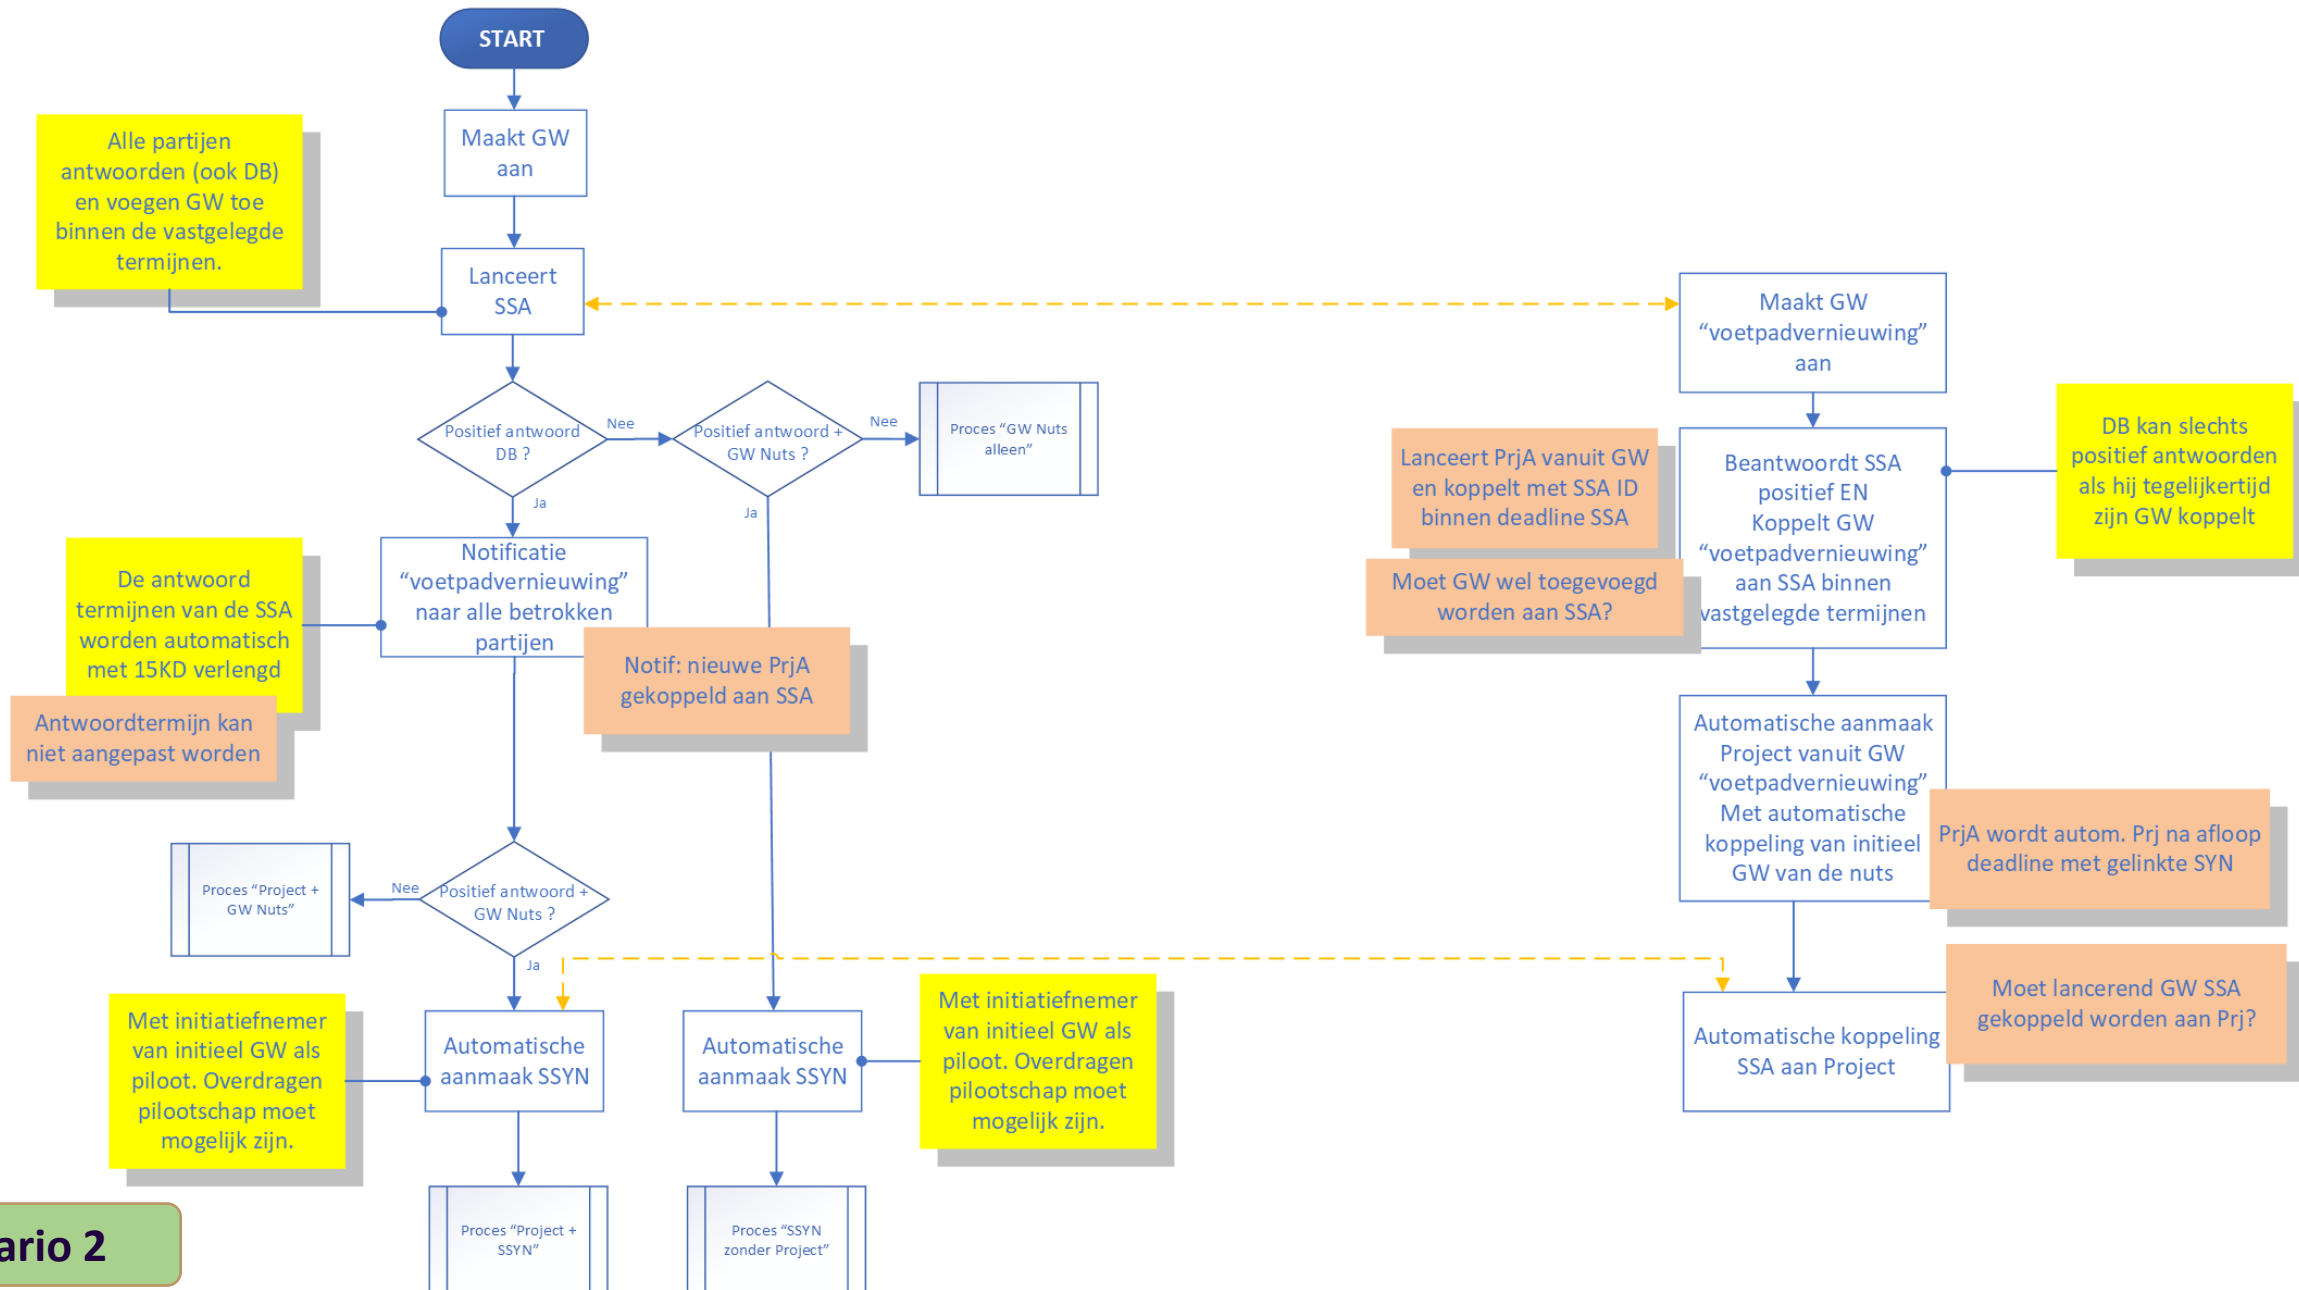 START
Maakt GW
aan
Alle partijen
antwoorden (ook DB)
en voegen GW toe
binnen de vastgelegde
termijnen.
Lanceert
SSA
Maakt GW
“voetpadvernieuwing”
aan
Positief antwoord
DB ?
Nee
Positief antwoord +
GW Nuts ?
Nee
Proces “GW Nuts
alleen”
Ja
Ja
Lanceert PrjA vanuit GW
en koppelt met SSA ID
binnen deadline SSA
Moet GW wel toegevoegd
worden aan SSA?
Beantwoordt SSA
positief EN
Koppelt GW
“voetpadvernieuwing”
aan SSA binnen
vastgelegde termijnen
DB kan slechts
positief antwoorden
als hij tegelijkertijd
zijn GW koppelt
De antwoord
termijnen van de SSA
worden automatisch
met 15KD verlengd
Antwoordtermijn kan
niet aangepast worden
Notificatie
“voetpadvernieuwing”
naar alle betrokken
partijen
Notif: nieuwe PrjA
gekoppeld aan SSA
Automatische aanmaak
Project vanuit GW
“voetpadvernieuwing”
Met automatische
koppeling van initieel
GW van de nuts
PrjA wordt autom. Prj na afloop
deadline met gelinkte SYN
Proces “Project +
GW Nuts”
Nee
Positief antwoord +
GW Nuts ?
Ja
Met initiatiefnemer
van initieel GW als
piloot. Overdragen
pilootschap moet
mogelijk zijn.
Automatische
aanmaak SSYN
Automatische
aanmaak SSYN
Met initiatiefnemer
van initieel GW als
piloot. Overdragen
pilootschap moet
mogelijk zijn.
Automatische koppeling
SSA aan Project
Moet lancerend GW SSA
gekoppeld worden aan Prj?
Proces “Project +
SSYN”
Proces “SSYN
zonder Project”
ario 2